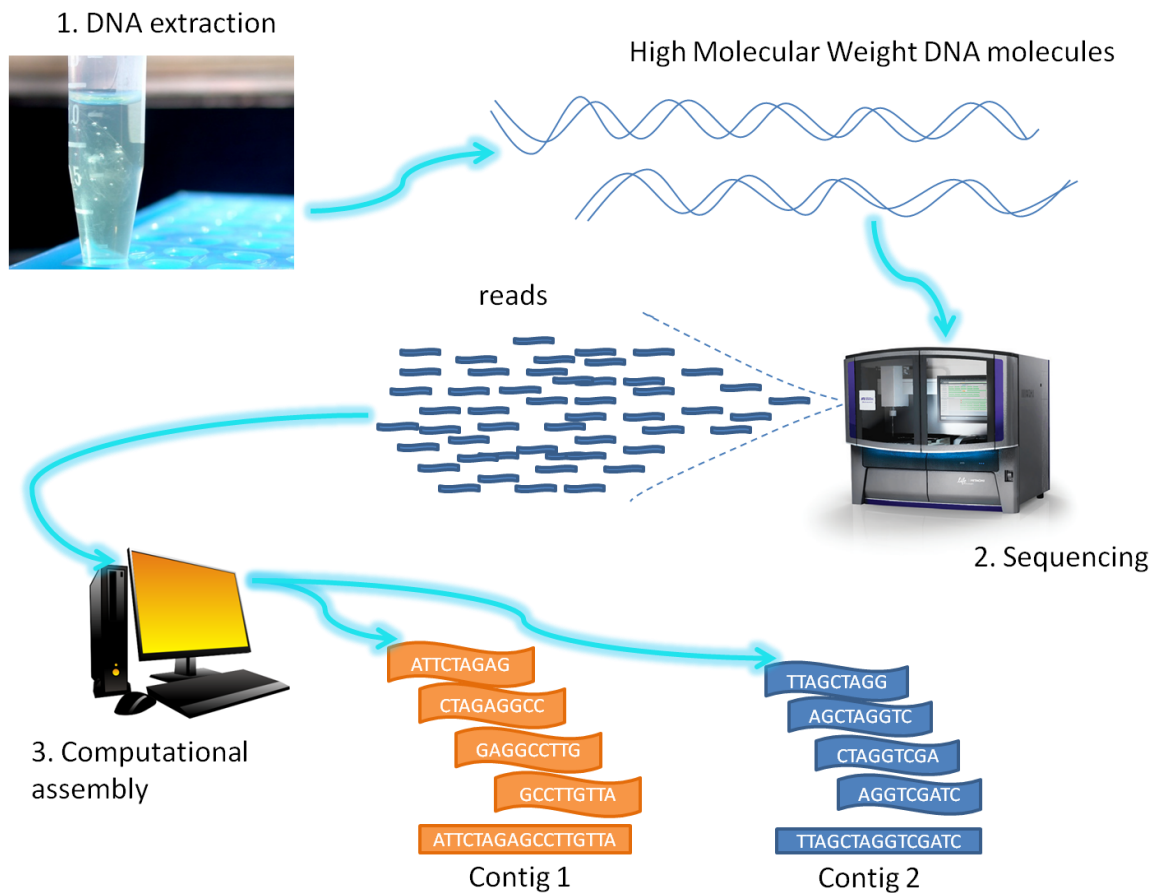 1. DNA extraction
High Molecular Weight DNA molecules
reads
2. Sequencing
3. Computational
assembly
ATTCTAGAG
CTAGAGGCC
GAGGCCTTG
GCCTTGTTA
ATTCTAGAGCCTTGTTA
Contig 1
TTAGCTAGG
AGCTAGGTC
CTAGGTCGA
AGGTCGATC
TTAGCTAGGTCGATC
Contig 2